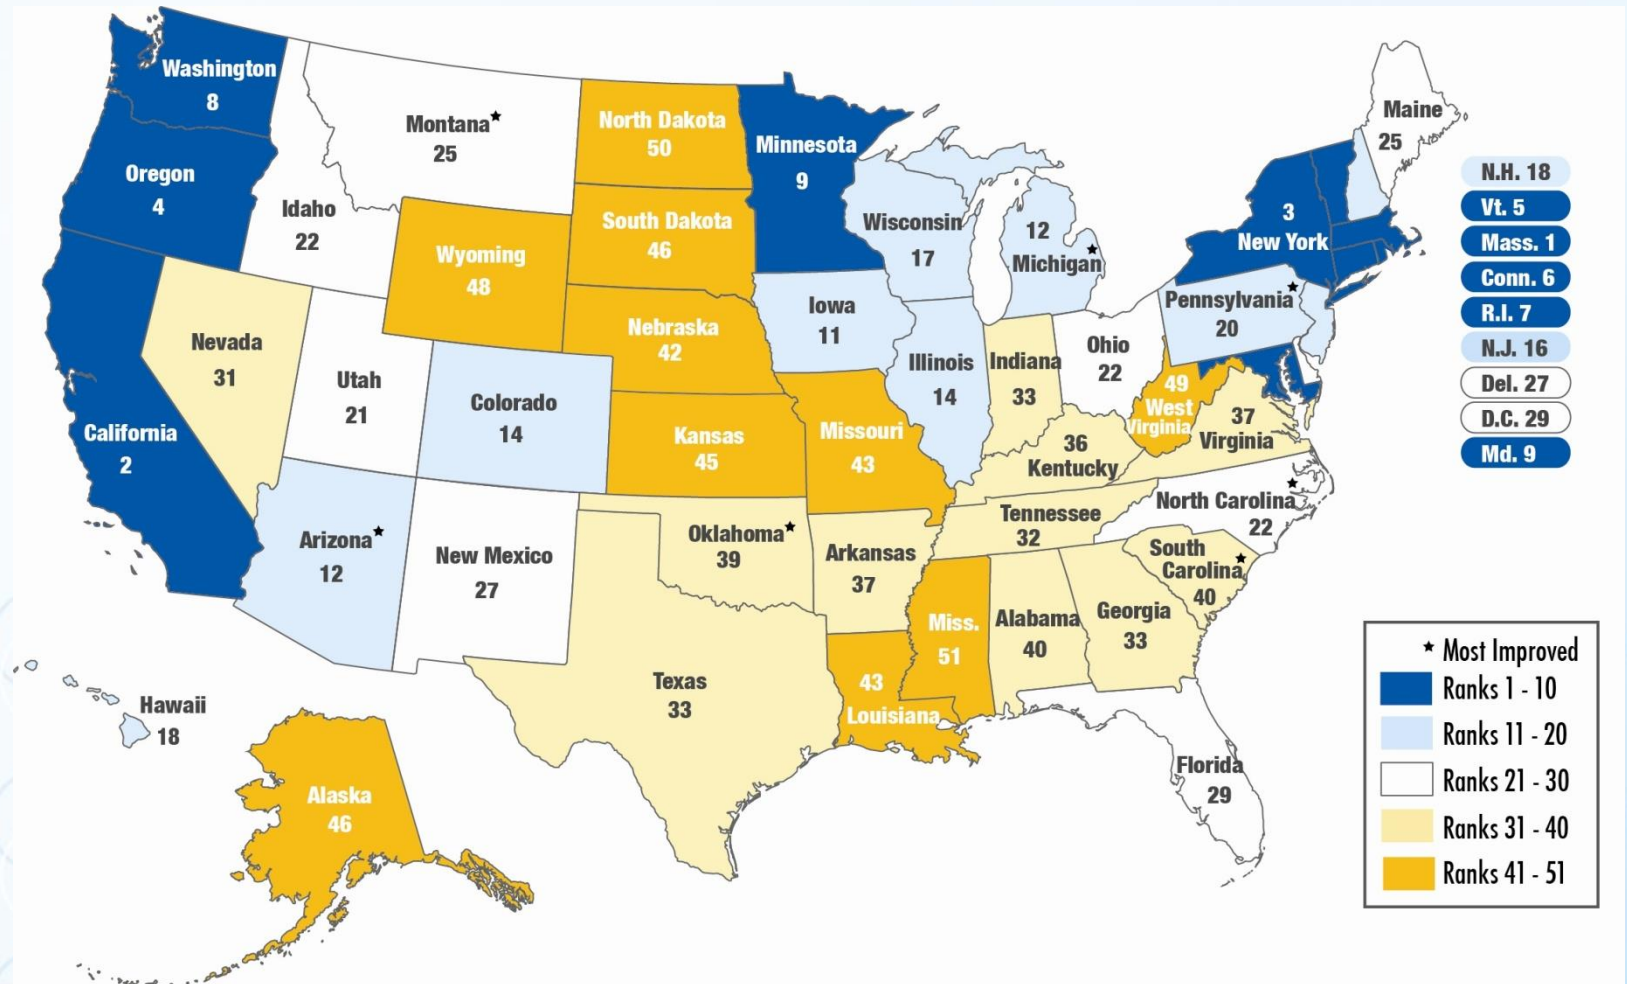 Washington
8
Oregon
4
California
2
Montana★
25
Idaho
22
Nevada
31
Wyoming
48
Utah
21
Arizona★
12
Colorado
14
New Mexico
27
North Dakota
50
South Dakota
46
Nebraska
42
Kansas
45
Oklahoma★
39
Texas
33
Minnesota
9
Iowa
11
Missouri
43
Arkansas
37
43
Louisiana
Wisconsin
17
Illinois
14
12
Michigan★
Indiana
33
Ohio
22
36
Kentucky
Tennessee
32
Miss.
51
Alabama
40
Georgia
33
Florida
29
South
Carolina★
40
North Carolina★
22
37
Virginia
49
West
Virginia
Pennsylvania★
20
3
New York
Maine
25
Hawaii
18
Alaska
46
N.H. 18
Vt. 5
Mass. 1
Conn. 6
R.I. 7
N.J. 16
Del. 27
D.C. 29
Md. 9
★ Most Improved
Ranks 1 - 10
Ranks 11 - 20
Ranks 21 - 30
Ranks 31 - 40
Ranks 41 - 51